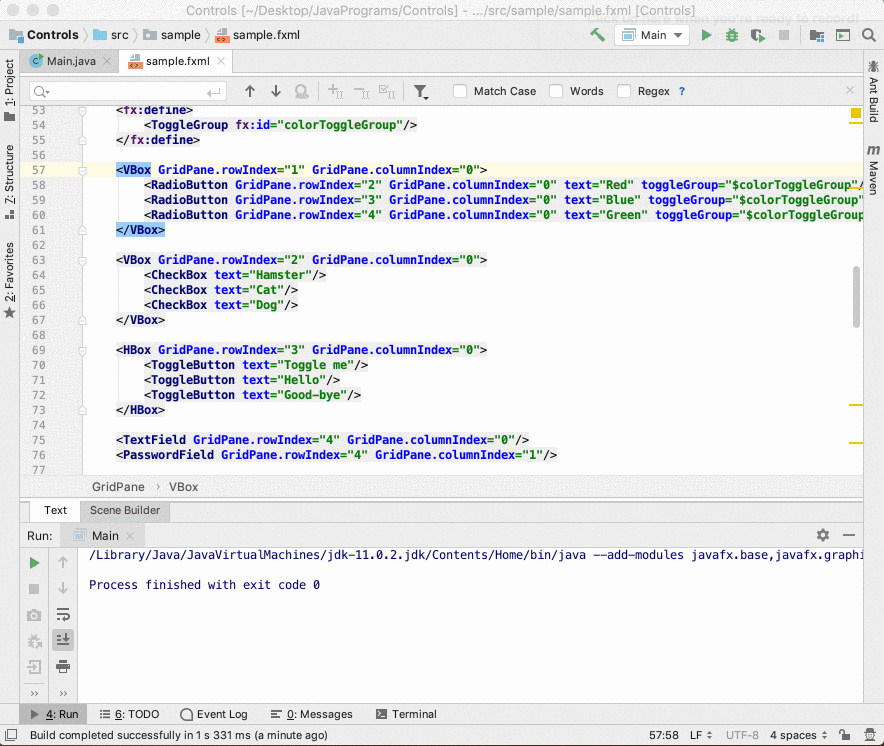 Controls [~/Desktop/JavaPrograms/Controls] - .../src/sample/sample.fxml [Controls]
Click up here when you're ready to record!
Controls src sample sample.fxml Main
Main.java sample.fxml
Match Case Words Regex ?
53 <fx:define>
54 <ToggleGroup fx:id="colorToggleGroup"/>
55 </fx:define>
56
57 <VBox GridPane.rowIndex="1" GridPane.columnIndex="0">
58 <RadioButton GridPane.rowIndex="2" GridPane.columnIndex="0" text="Red" toggleGroup="$colorToggleGroup"/
59 <RadioButton GridPane.rowIndex="3" GridPane.columnIndex="0" text="Blue" toggleGroup="$colorToggleGroup"
60 <RadioButton GridPane.rowIndex="4" GridPane.columnIndex="0" text="Green" toggleGroup="$colorToggleGroup
61 </VBox>
62
63 <VBox GridPane.rowIndex="2" GridPane.columnIndex="0">
64 <CheckBox text="Hamster"/>
65 <CheckBox text="Cat"/>
66 <CheckBox text="Dog"/>
67 </VBox>
68
69 <HBox GridPane.rowIndex="3" GridPane.columnIndex="0">
70 <ToggleButton text="Toggle me"/>
71 <ToggleButton text="Hello"/>
72 <ToggleButton text="Good-bye"/>
73 </HBox>
74
75 <TextField GridPane.rowIndex="4" GridPane.columnIndex="0"/>
76 <PasswordField GridPane.rowIndex="4" GridPane.columnIndex="1"/>
77
1: Project
7: Structure
2: Favorites
Ant Build
m Maven
GridPane › VBox
Text Scene Builder
Run: Main
/Library/Java/JavaVirtualMachines/jdk-11.0.2.jdk/Contents/Home/bin/java --add-modules javafx.base,javafx.graphi
Process finished with exit code 0
4: Run 6: TODO Event Log 0: Messages Terminal
Build completed successfully in 1 s 331 ms (a minute ago) 57:58 LF UTF-8 4 spaces